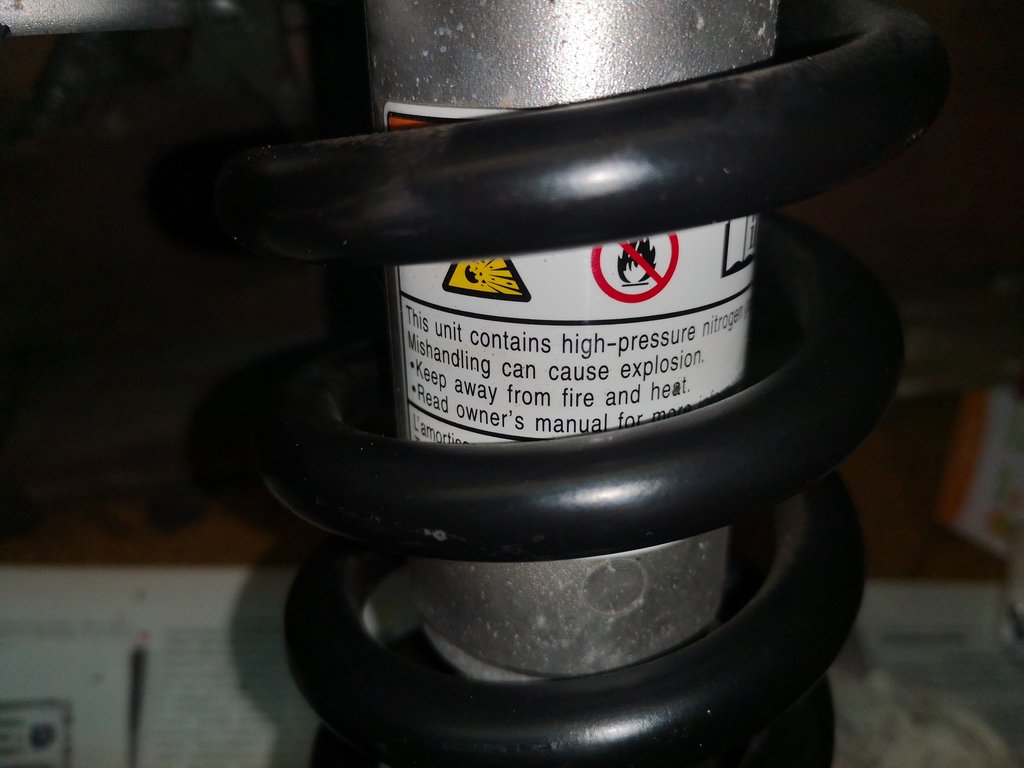 This unit contains high-pressure nitrogen
Mishandling can cause explosion.
•Keep away from fire and heat.
•Read owner's manual for more
L'amortiss